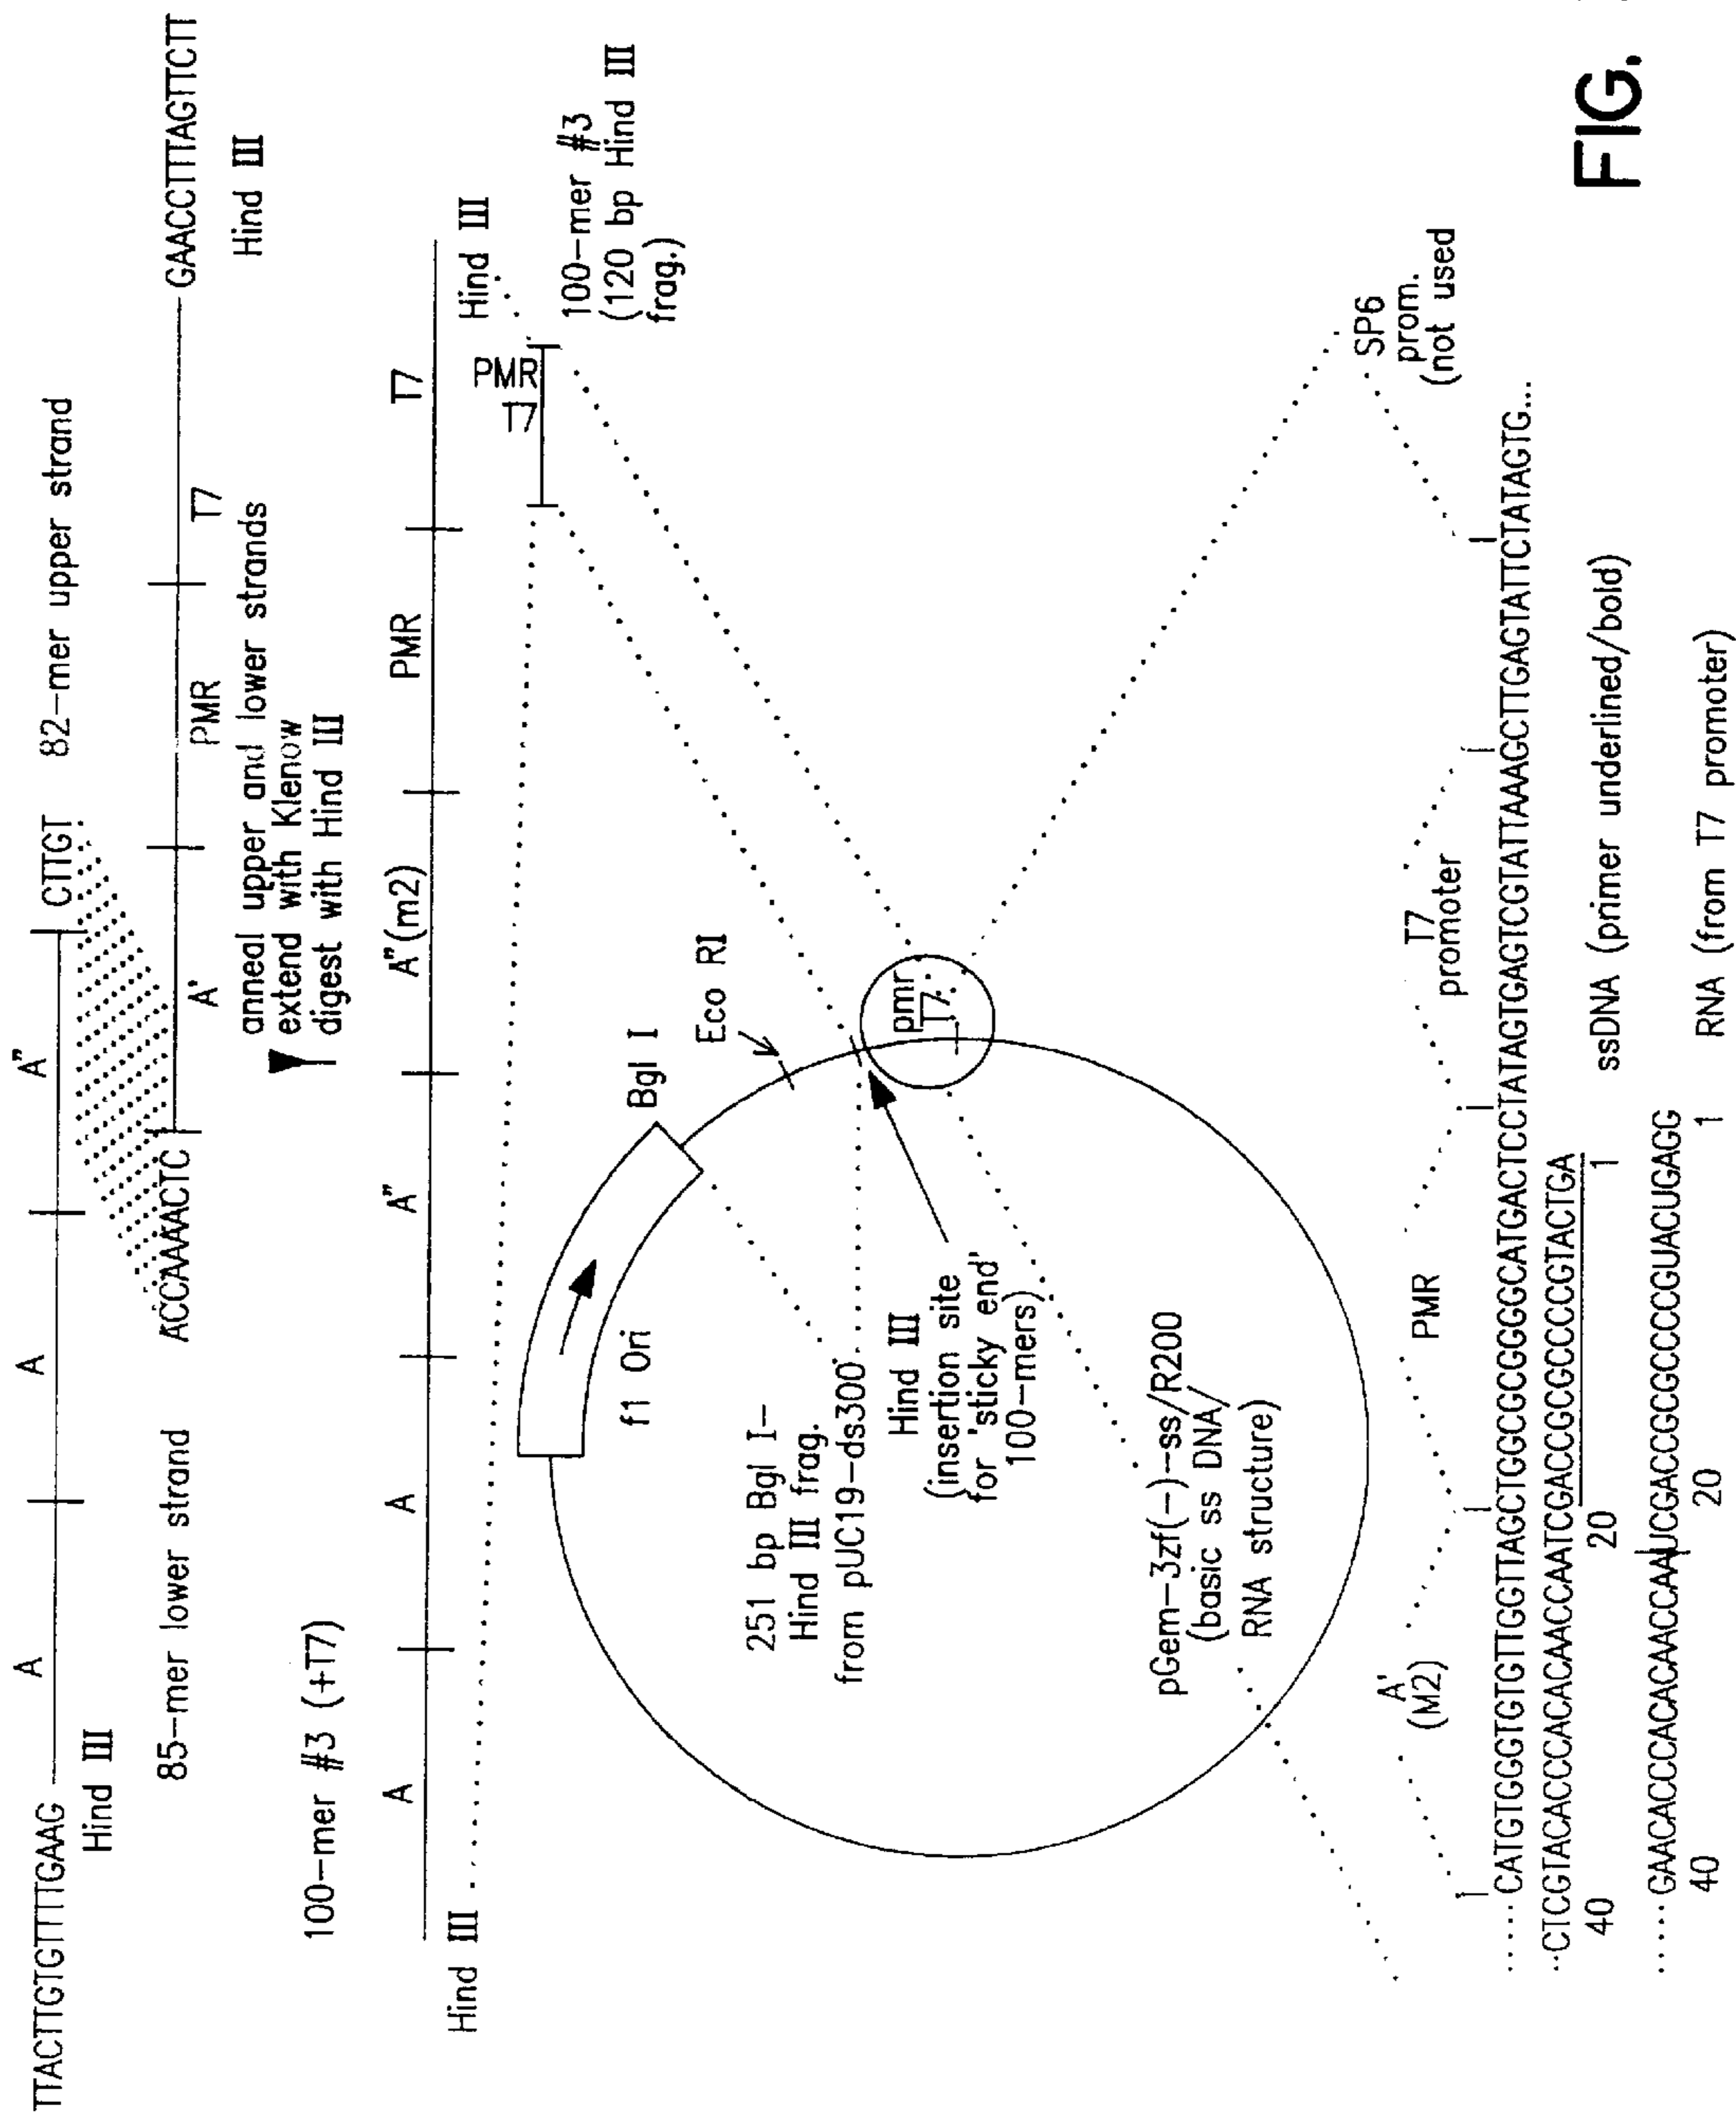 TTACTTGTGTTTTGAAG
Hind III
A
A
A"
CTTGT 82-mer upper strand
85-mer lower strand
ACCAAACTC
A'
PMR
T7
GAACCTTAGTTCTT
Hind III
anneal upper and lower strands
extend with Klenow
digest with Hind III
100-mer #3 (+T7)
Hind III
A
A
A"
A"(m2)
PMR
T7
Hind III
PMR
T7
100-mer #3
(120 bp Hind III
frag.)
f1 Ori
Bgl I
Eco RI
pmr
T7
251 bp Bgl I-
Hind III frag.
from pUC19-ds300
Hind III
(insertion site
for 'sticky end'
100-mers)
pGem-3zf(-)-ss/R200
(basic ss DNA/
RNA structure)
A'
(M2)
PMR
T7
promoter
SP6
prom.
(not used
.....CATGTGGGTGTGTTGGTTAGCTGGCGCGGGGCATGACTCCTATAGTGAGTCGTATTAAAGCTTGAGTATTCTATAGTG...
..CTCGTACACCCACACAACCAATCGACCGCGCCCCGTACTGA
40
20
1
ssDNA (primer underlined/bold)
.....GAACACCCACACAACCAAUCGACCGCGCCCCGUACUGAGG
40
20
1
RNA (from T7 promoter)
FIG.